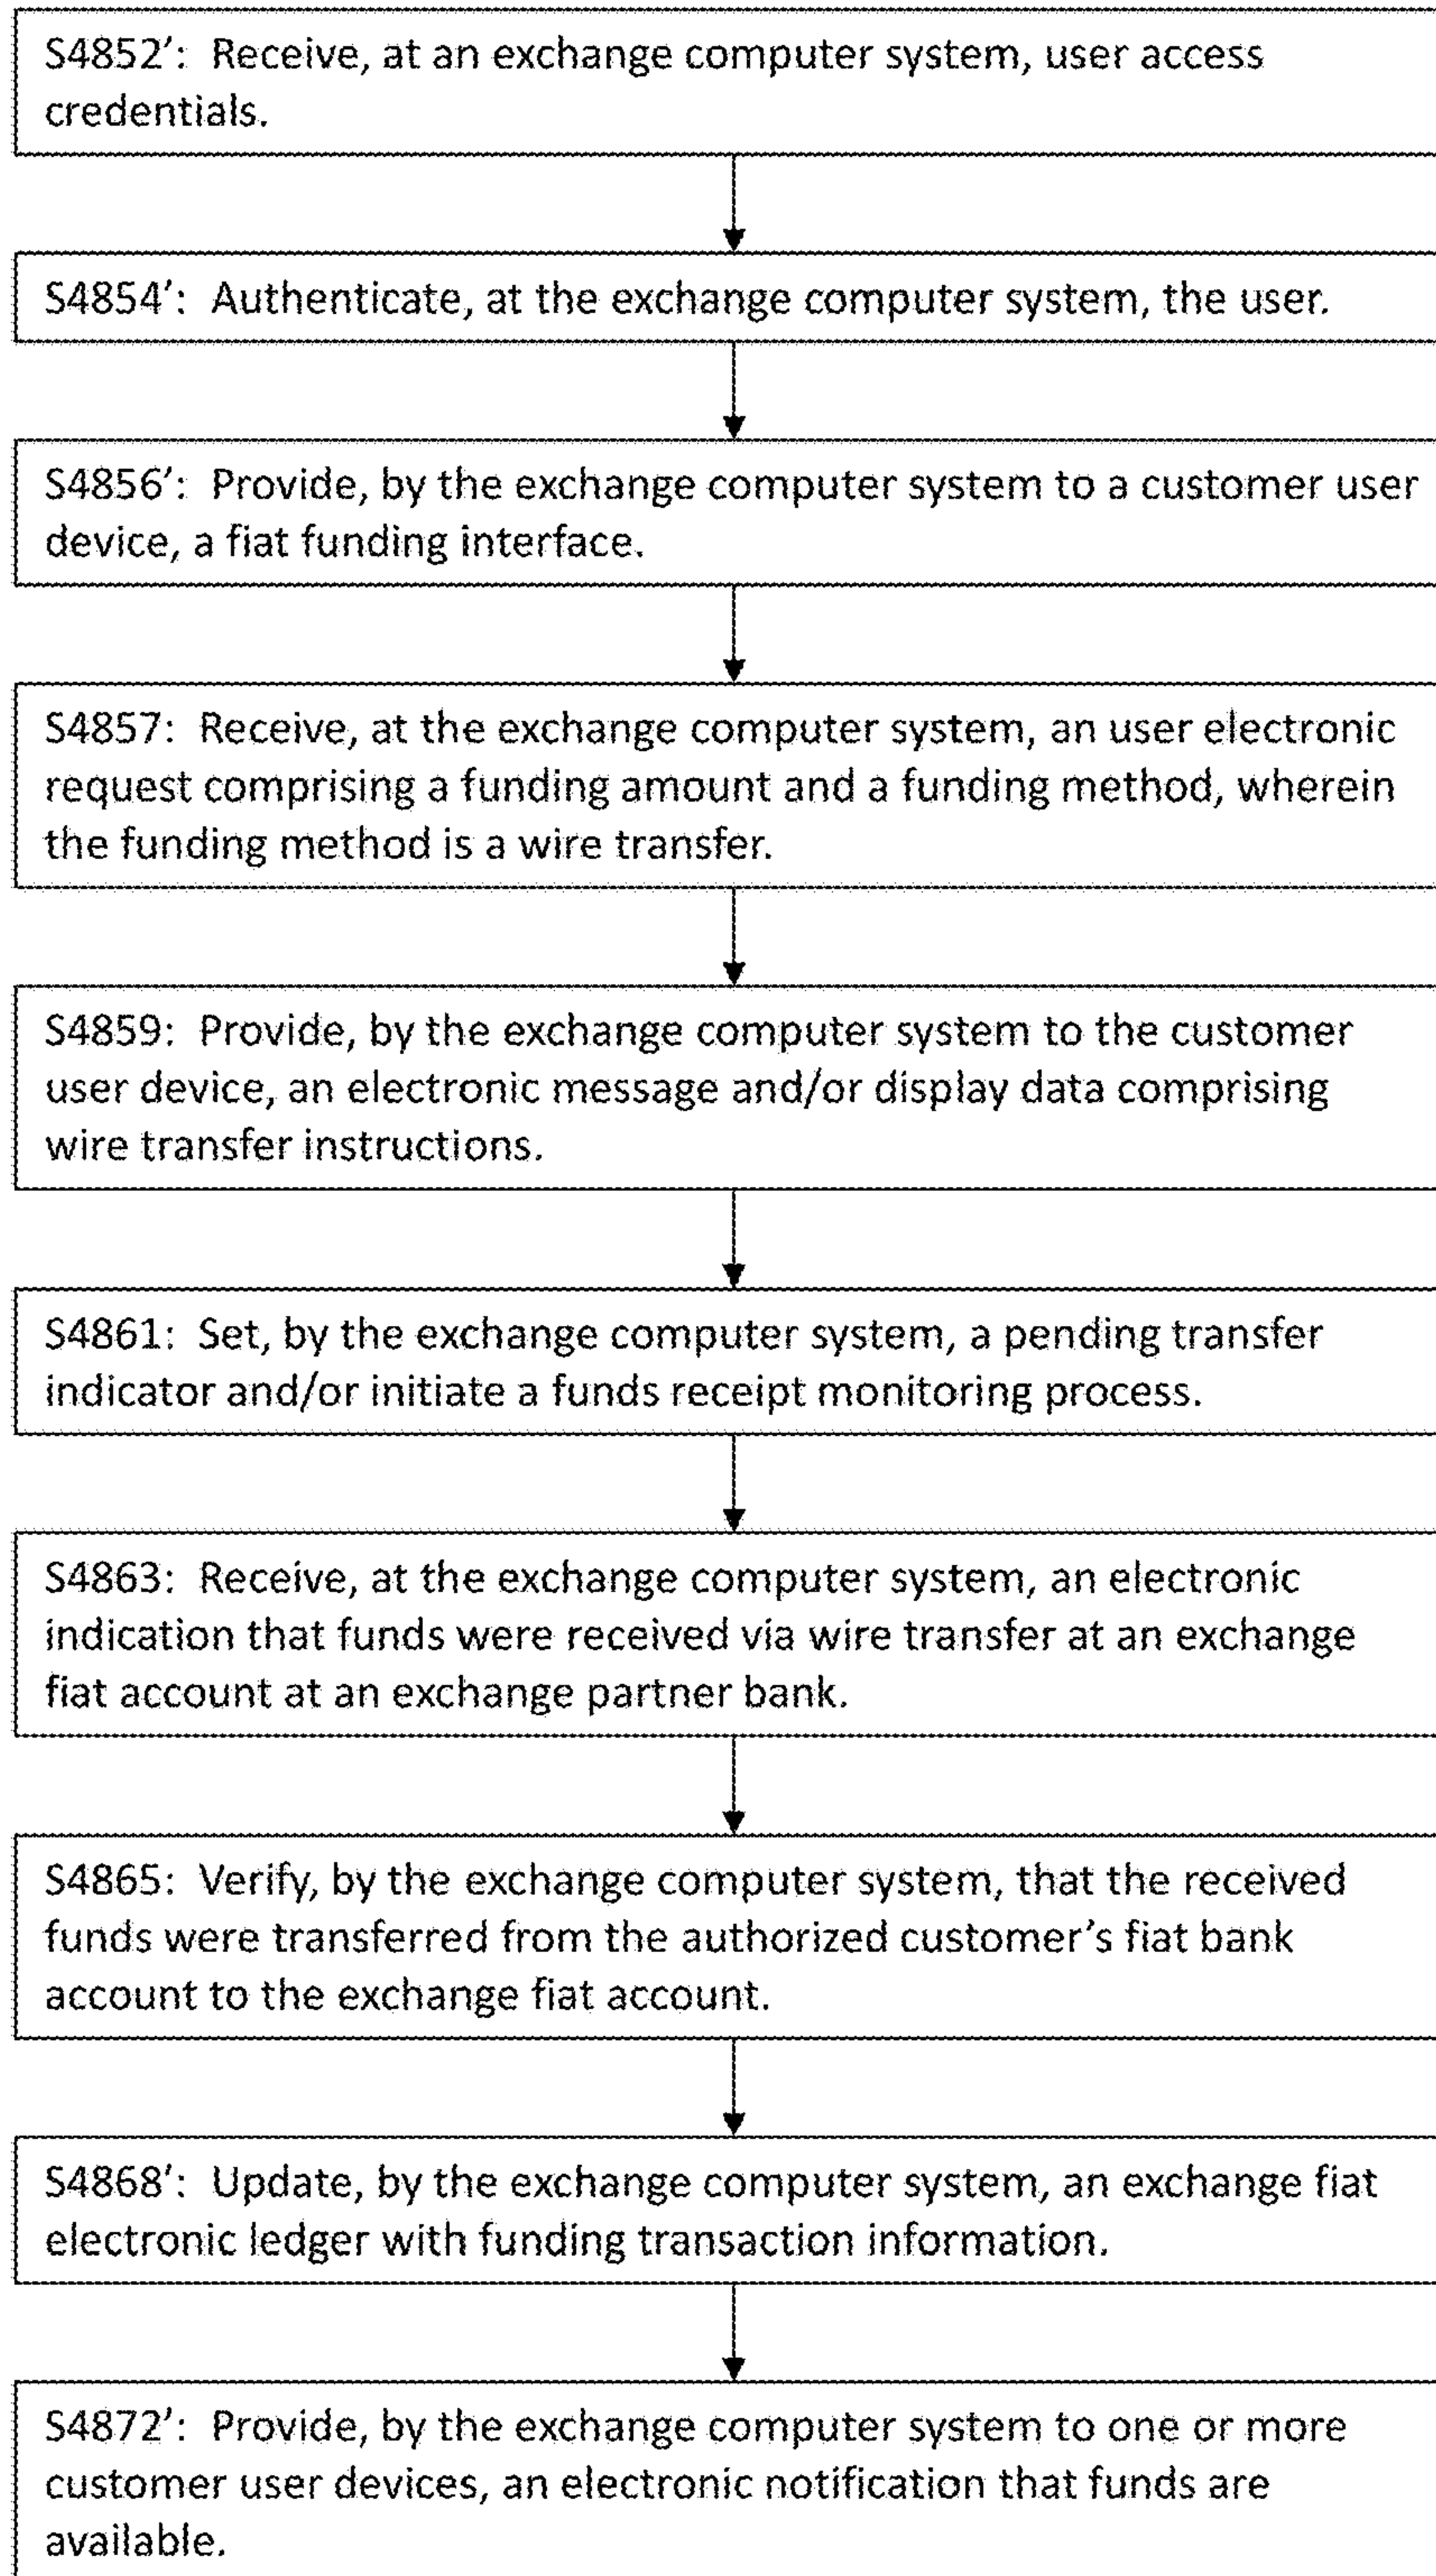 S4852′: Receive, at an exchange computer system, user access
credentials.
S4854′: Authenticate, at the exchange computer system, the user.
S4856′: Provide, by the exchange computer system to a customer user
device, a fiat funding interface.
S4857: Receive, at the exchange computer system, an user electronic
request comprising a funding amount and a funding method, wherein
the funding method is a wire transfer.
S4859: Provide, by the exchange computer system to the customer
user device, an electronic message and/or display data comprising
wire transfer instructions.
S4861: Set, by the exchange computer system, a pending transfer
indicator and/or initiate a funds receipt monitoring process.
S4863: Receive, at the exchange computer system, an electronic
indication that funds were received via wire transfer at an exchange
fiat account at an exchange partner bank.
S4865: Verify, by the exchange computer system, that the received
funds were transferred from the authorized customer's fiat bank
account to the exchange fiat account.
S4868′: Update, by the exchange computer system, an exchange fiat
electronic ledger with funding transaction information.
S4872′: Provide, by the exchange computer system to one or more
customer user devices, an electronic notification that funds are
available.